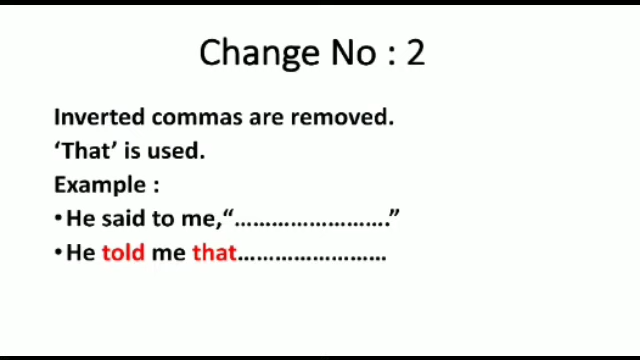 Change No : 2
Inverted commas are removed.
‘That’ is used.
Example :
•He said to me,“…………………….”
•He told me that……………………